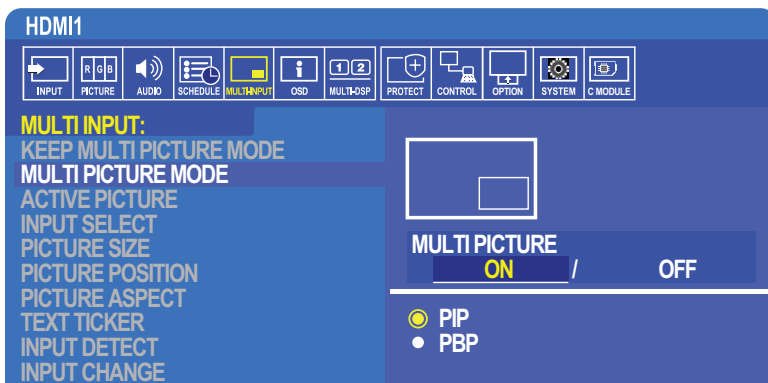 HDMI1
R G B
1 2
INPUT PICTURE AUDIO SCHEDULE MULTI-INPUT OSD MULTI-DSP PROTECT CONTROL OPTION SYSTEM C MODULE
MULTI INPUT:
KEEP MULTI PICTURE MODE
MULTI PICTURE MODE
ACTIVE PICTURE
INPUT SELECT
PICTURE SIZE
PICTURE POSITION
PICTURE ASPECT
TEXT TICKER
INPUT DETECT
INPUT CHANGE
MULTI PICTURE
ON / OFF
PIP
PBP